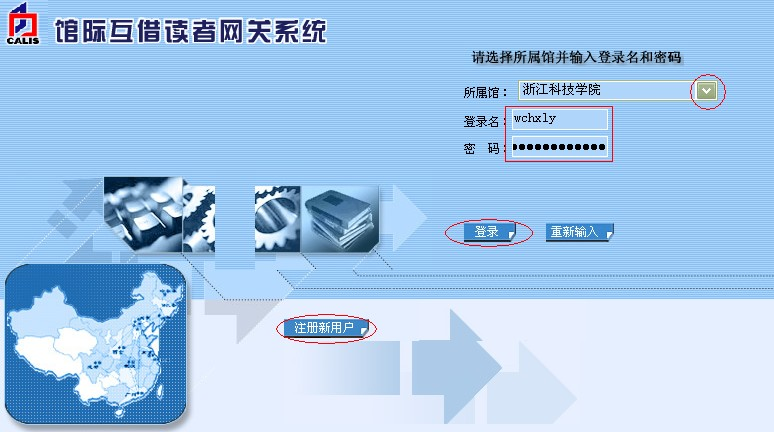 CALIS
馆际互借读者网关系统
请选择所属馆并输入登录名和密码
所属馆： 浙江科技学院
登录名： wchxly
密 码： ●●●●●●●●●●●●
登录 重新输入
注册新用户